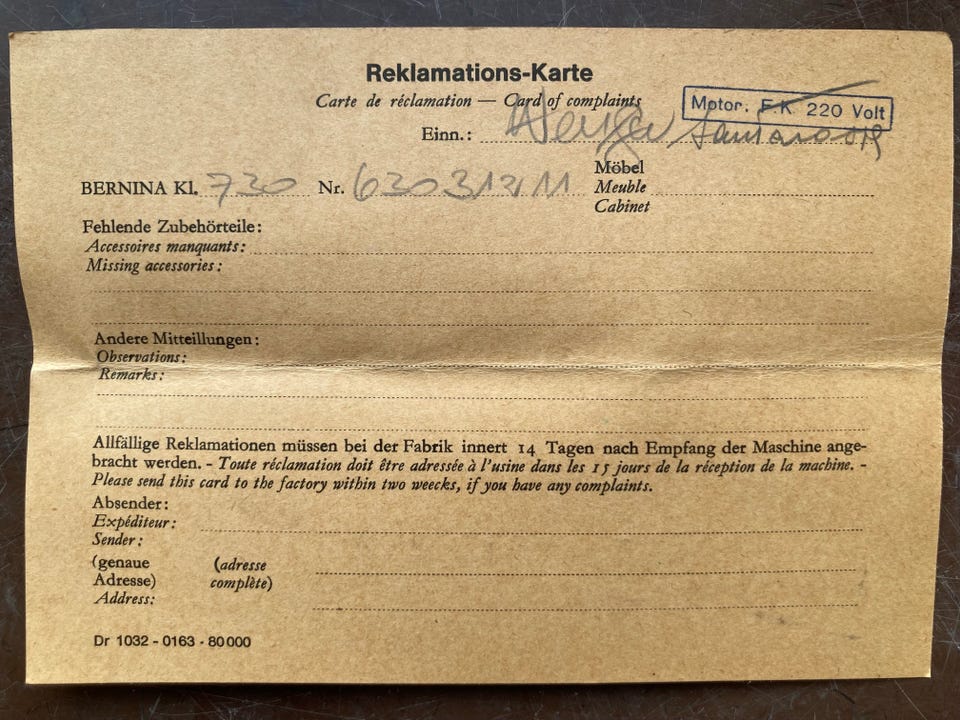 Reklamations-Karte
Carte de réclamation — Card of complaints
Motor. F.K. 220 Volt
Einn.:
Möbel
BERNINA Kl. 730 Nr. 630313211 Meuble
Cabinet
Fehlende Zubehörteile:
Accessoires manquants:
Missing accessories:
Andere Mitteillungen:
Observations:
Remarks:
Allfällige Reklamationen müssen bei der Fabrik innert 14 Tagen nach Empfang der Maschine ange-
bracht werden. - Toute réclamation doit être adressée à l'usine dans les 15 jours de la réception de la machine. -
Please send this card to the factory within two weecks, if you have any complaints.
Absender:
Expéditeur:
Sender:
(genaue (adresse
Adresse) complète)
Address:
Dr 1032 - 0163 - 80000